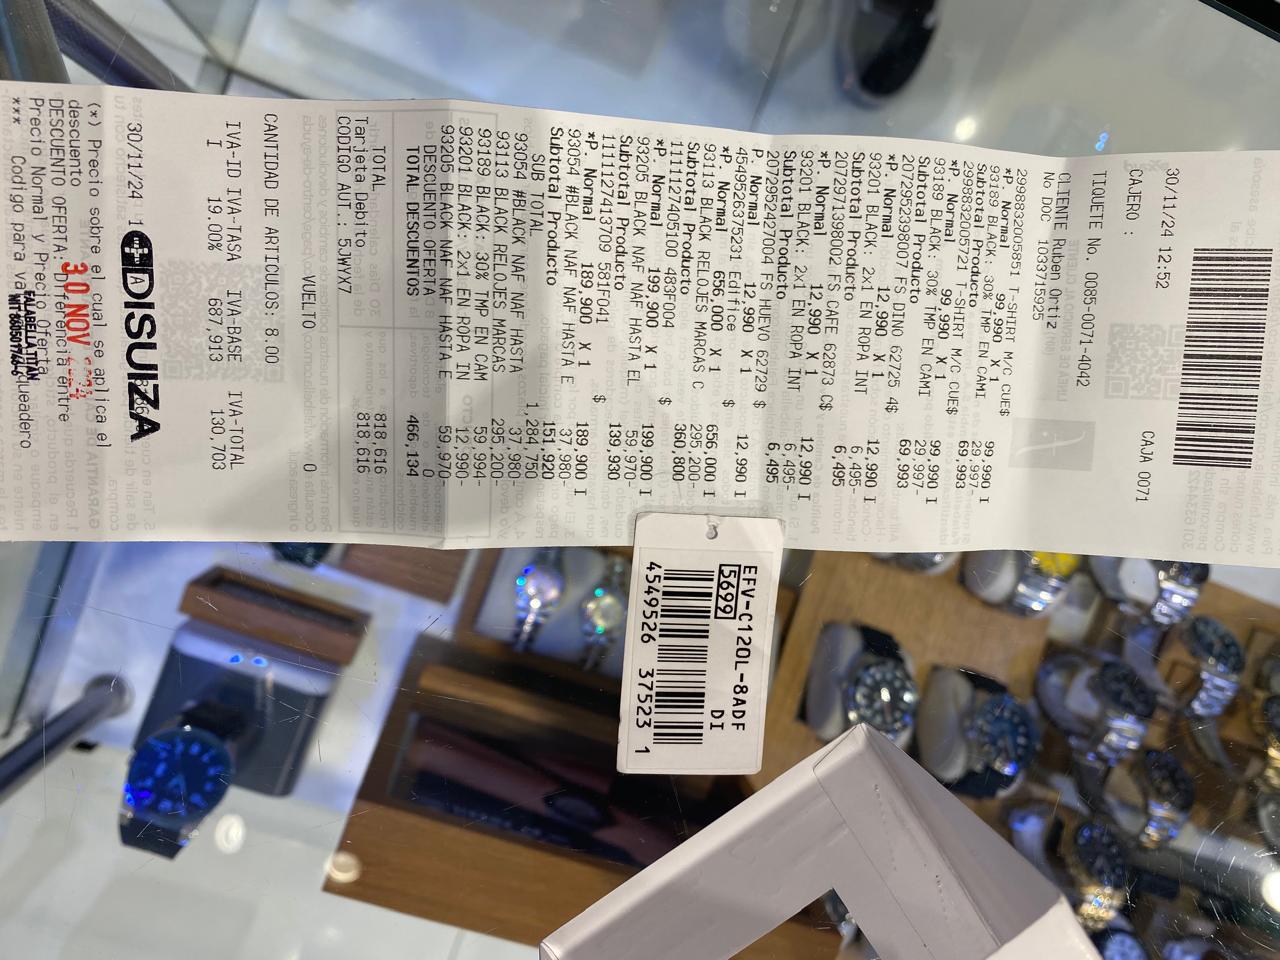 30/11/24 12:52
CAJERO :    CAJA 0071
TIQUETE No. 0085-0071-4042
CLTENTE Ruben Ortiz
No DOC 1033715925
2999832005851 T-SHIRT M/C CUE$ 99,990 I
*P Normal 99,990 X 1
93189 BLACK: 30% TMP EN CAMI 29,997-
Subtotal Producto 69,993
2999832005721 T-SHIRT M/C CUE$ 99,990 I
*P. Normal 99,990 X 1
93189 BLACK: 30% TMP EN CAMI 29,997-
Subtotal Producto 69,993
2072952398007 FS DINO 62725 4$ 12,990 I
*P. Normal 12,990 X 1
93201 BLACK: 2x1 EN ROPA INT 6,495-
Subtotal Producto 6,495
2072971398002 FS CAFE 62873 C$ 12,990 I
*P. Normal 12,990 X 1
93201 BLACK: 2x1 EN ROPA INT 6,495-
Subtotal Producto 6,495
2072952427004 FS HUEVO 62729 $ 12,990 I
*P. Normal 12,990 X 1
4549526375231 Edifice $ 656,000 I
*P. Normal 656,000 X 1
93113 BLACK RELOJES MARCAS C 295,200-
Subtotal Producto 360,800
1111127405100 483F004 $ 199,900 I
*P. Normal 199,900 X 1
93205 BLACK NAF NAF HASTA EL 59,970-
Subtotal Producto 139,930
1111127413709 581F041 $ 189,900 I
*P. Normal 189,900 X 1
93054 #BLACK NAF NAF HASTA E 37,980-
Subtotal Producto 151,920
SUB TOTAL 1,284,750
93054 #BLACK NAF NAF HASTA 37,980-
93113 BLACK RELOJES MARCAS 295,200-
93189 BLACK: 30% TMP EN CAM 59,994-
93201 BLACK: 2x1 EN ROPA IN 12,990-
93205 BLACK NAF NAF HASTA E 59,970-
DESCUENTO OFERTA 0
TOTAL DESCUENTOS 466,134
TOTAL 818,616
Tarjeta Debito 818,616
CODIGO AUT.: 5JWYX7
VUELTO 0
CANTIDAD DE ARTICULOS: 8.00
IVA-ID IVA-TASA IVA-BASE IVA-TOTAL
I 19.00% 687,913 130,703
30/11/24 1
DISUIZA
(*) Precio sobre el cual se aplica el
descuento
DESCUENTO OFERTA: Diferencia entre
Precio Normal y Precio Oferta
30 NOV
FALABELLA TITAN
*** Codigo para va queadero
EFV-C120L-8ADF
5699 DI
4549526 37523 1